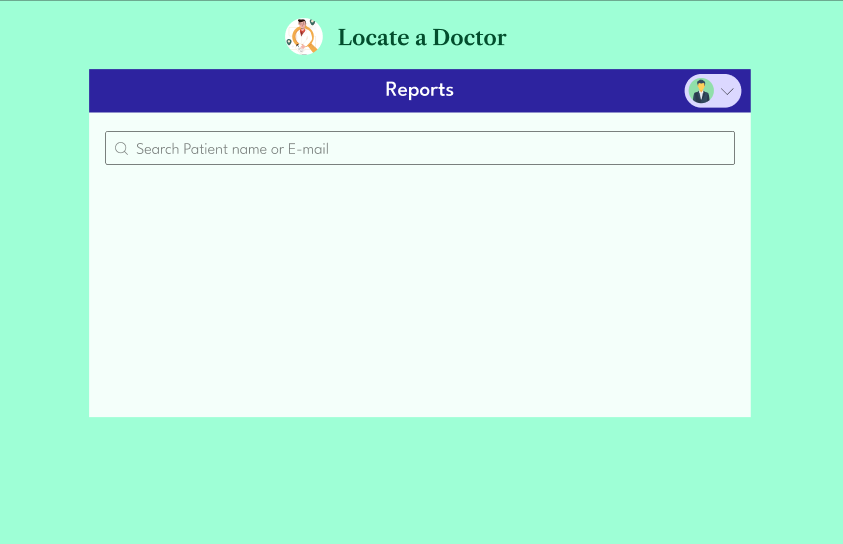 Locate a Doctor
Reports
Search Patient name or E-mail